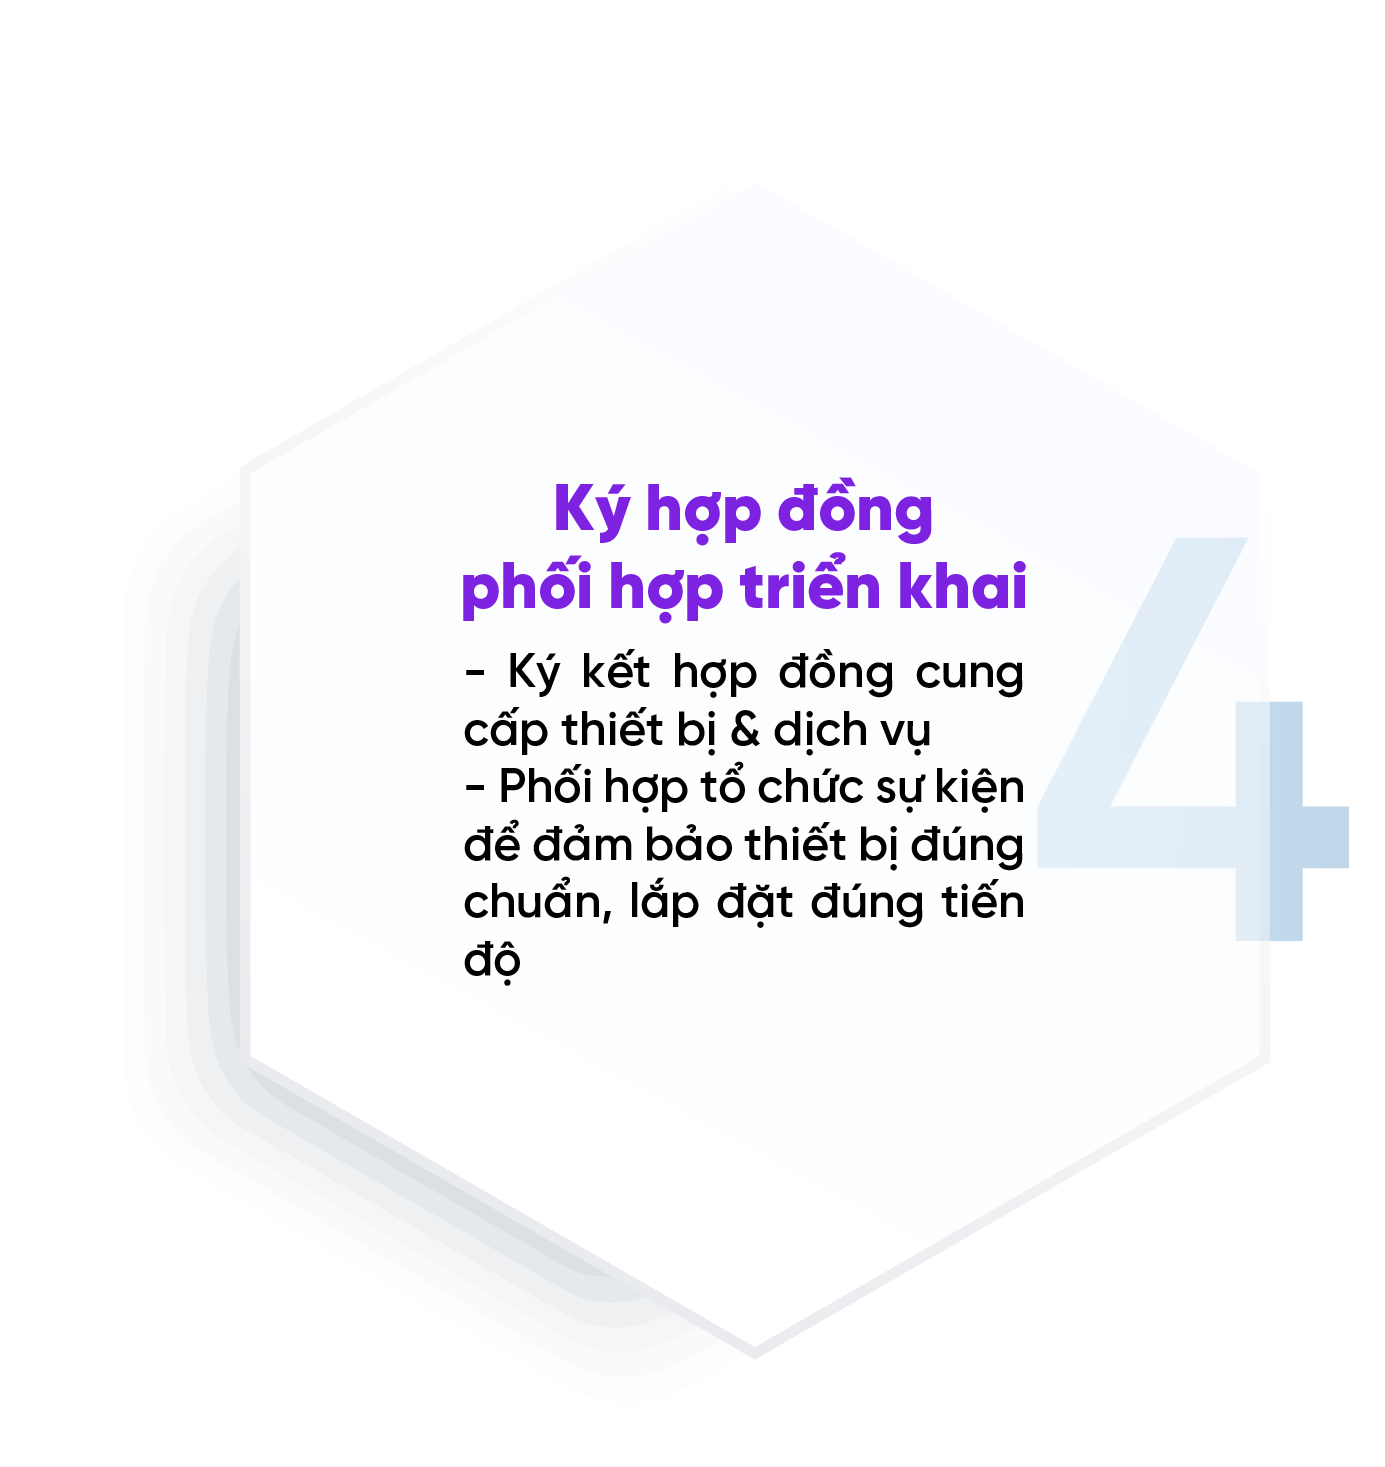 Ký hợp đồng
phối hợp triển khai
- Ký kết hợp đồng cung
cấp thiết bị & dịch vụ
- Phối hợp tổ chức sự kiện
để đảm bảo thiết bị đúng
chuẩn, lắp đặt đúng tiến
độ
4